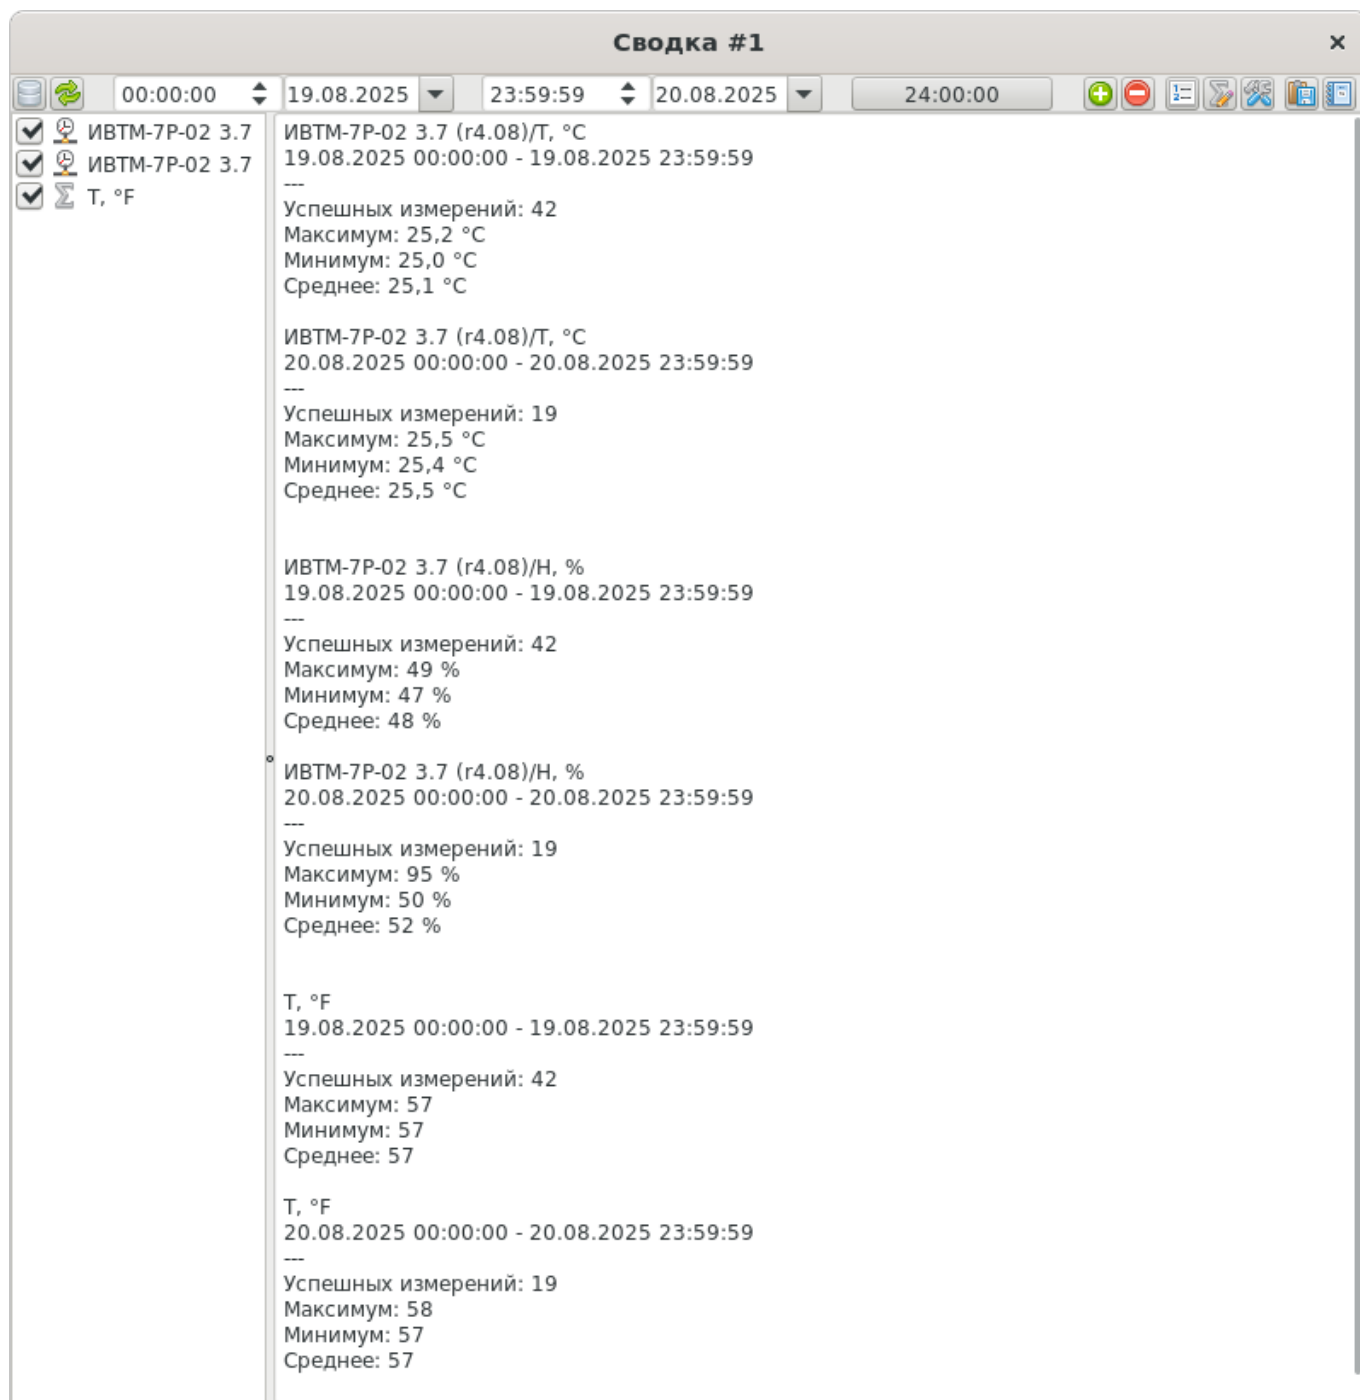 Сводка #1
00:00:00 19.08.2025 23:59:59 20.08.2025 24:00:00
ИВТМ-7Р-02 3.7
ИВТМ-7Р-02 3.7
T, °F
ИВТМ-7Р-02 3.7 (r4.08)/T, °C
19.08.2025 00:00:00 - 19.08.2025 23:59:59
---
Успешных измерений: 42
Максимум: 25,2 °C
Минимум: 25,0 °C
Среднее: 25,1 °C
ИВТМ-7Р-02 3.7 (r4.08)/T, °C
20.08.2025 00:00:00 - 20.08.2025 23:59:59
---
Успешных измерений: 19
Максимум: 25,5 °C
Минимум: 25,4 °C
Среднее: 25,5 °C
ИВТМ-7Р-02 3.7 (r4.08)/H, %
19.08.2025 00:00:00 - 19.08.2025 23:59:59
---
Успешных измерений: 42
Максимум: 49 %
Минимум: 47 %
Среднее: 48 %
ИВТМ-7Р-02 3.7 (r4.08)/H, %
20.08.2025 00:00:00 - 20.08.2025 23:59:59
---
Успешных измерений: 19
Максимум: 95 %
Минимум: 50 %
Среднее: 52 %
T, °F
19.08.2025 00:00:00 - 19.08.2025 23:59:59
---
Успешных измерений: 42
Максимум: 57
Минимум: 57
Среднее: 57
T, °F
20.08.2025 00:00:00 - 20.08.2025 23:59:59
---
Успешных измерений: 19
Максимум: 58
Минимум: 57
Среднее: 57